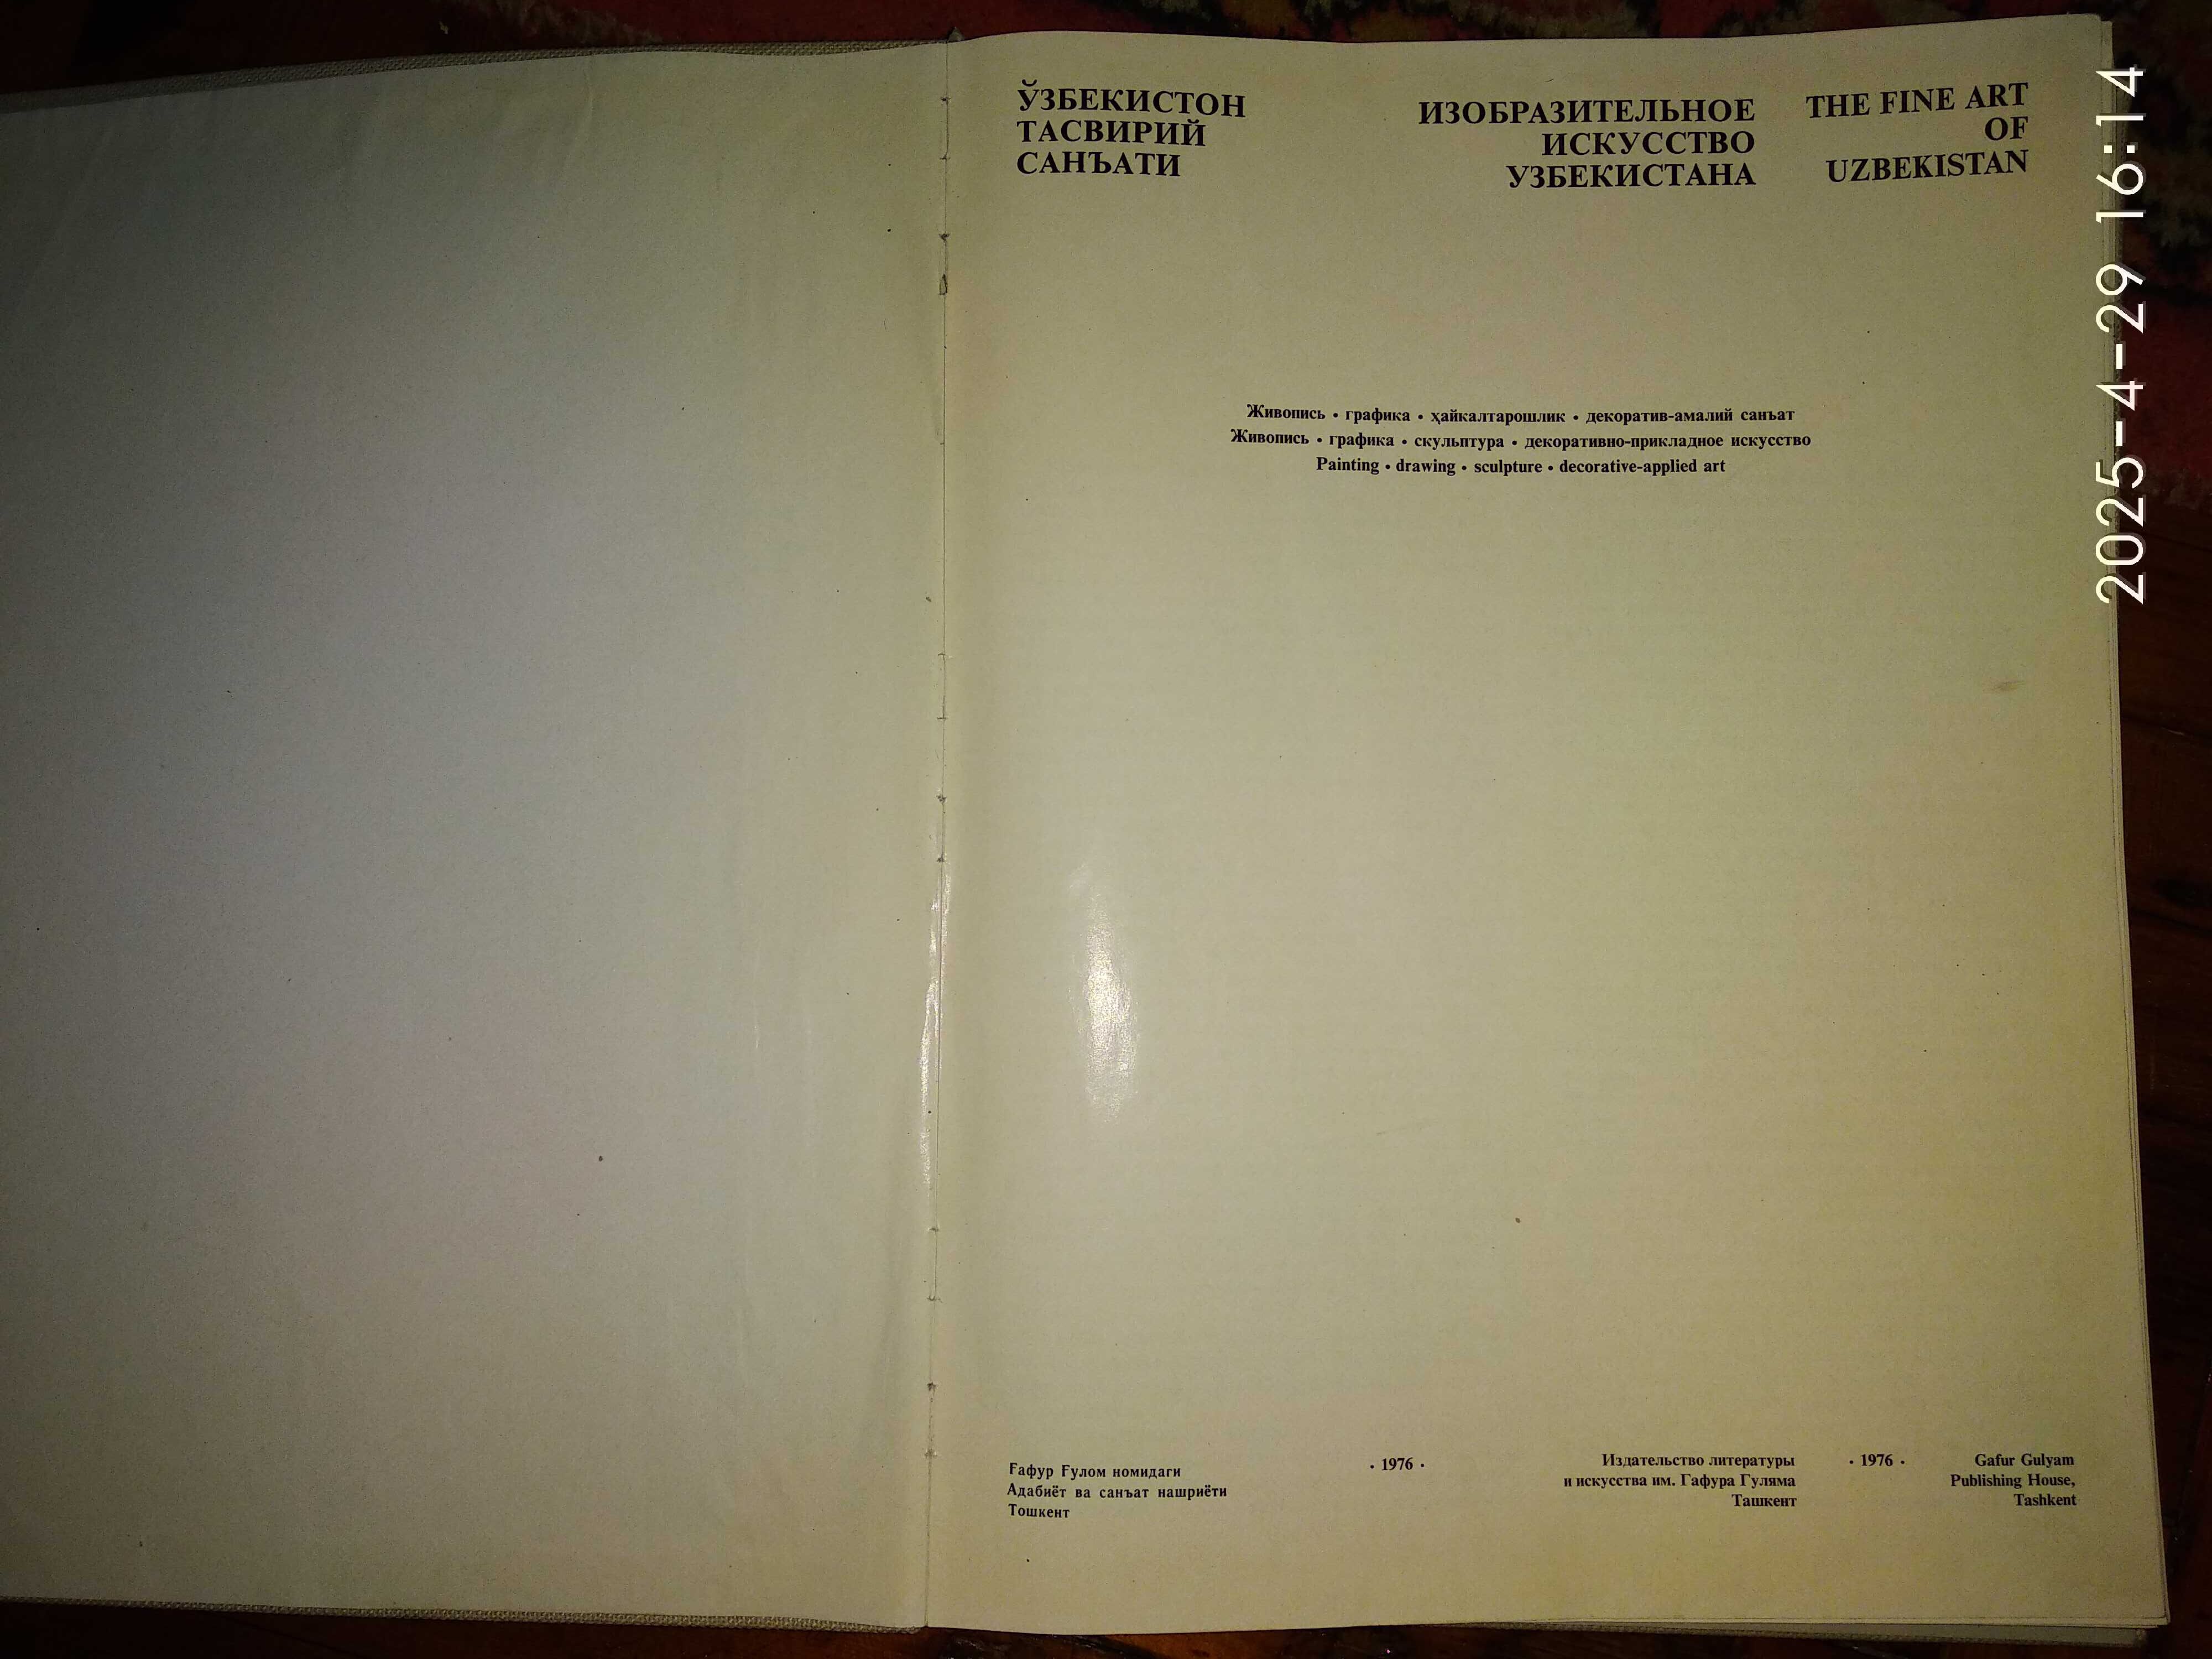 ЎЗБЕКИСТОН
ТАСВИРИЙ
САНЪАТИ
ИЗОБРАЗИТЕЛЬНОЕ
ИСКУССТВО
УЗБЕКИСТАНА
THE FINE ART
OF
UZBEKISTAN
Живопись • графика • ҳайкалтарошлик • декоратив-амалий санъат
Живопись • графика • скульптура • декоративно-прикладное искусство
Painting • drawing • sculpture • decorative-applied art
Ғафур Ғулом номидаги
Адабиёт ва санъат нашриёти
Тошкент
· 1976 ·
Издательство литературы
и искусства им. Гафура Гуляма
Ташкент
· 1976 ·
Gafur Gulyam
Publishing House,
Tashkent
2025-4-29 16:14